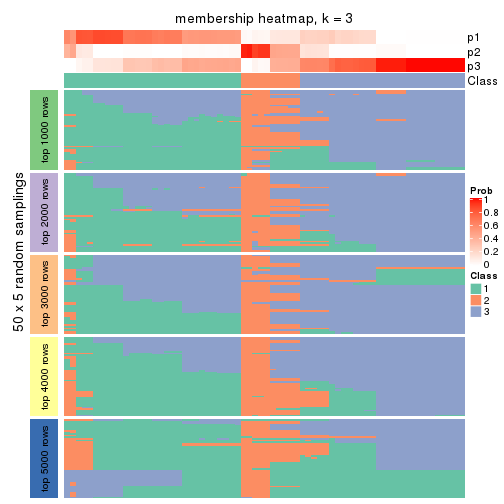 membership heatmap, k = 3
p1
p2
p3
Class
50 x 5 random samplings
top 1000 rows
top 2000 rows
top 3000 rows
top 4000 rows
top 5000 rows
Prob
1
0.8
0.6
0.4
0.2
0
Class
1
2
3